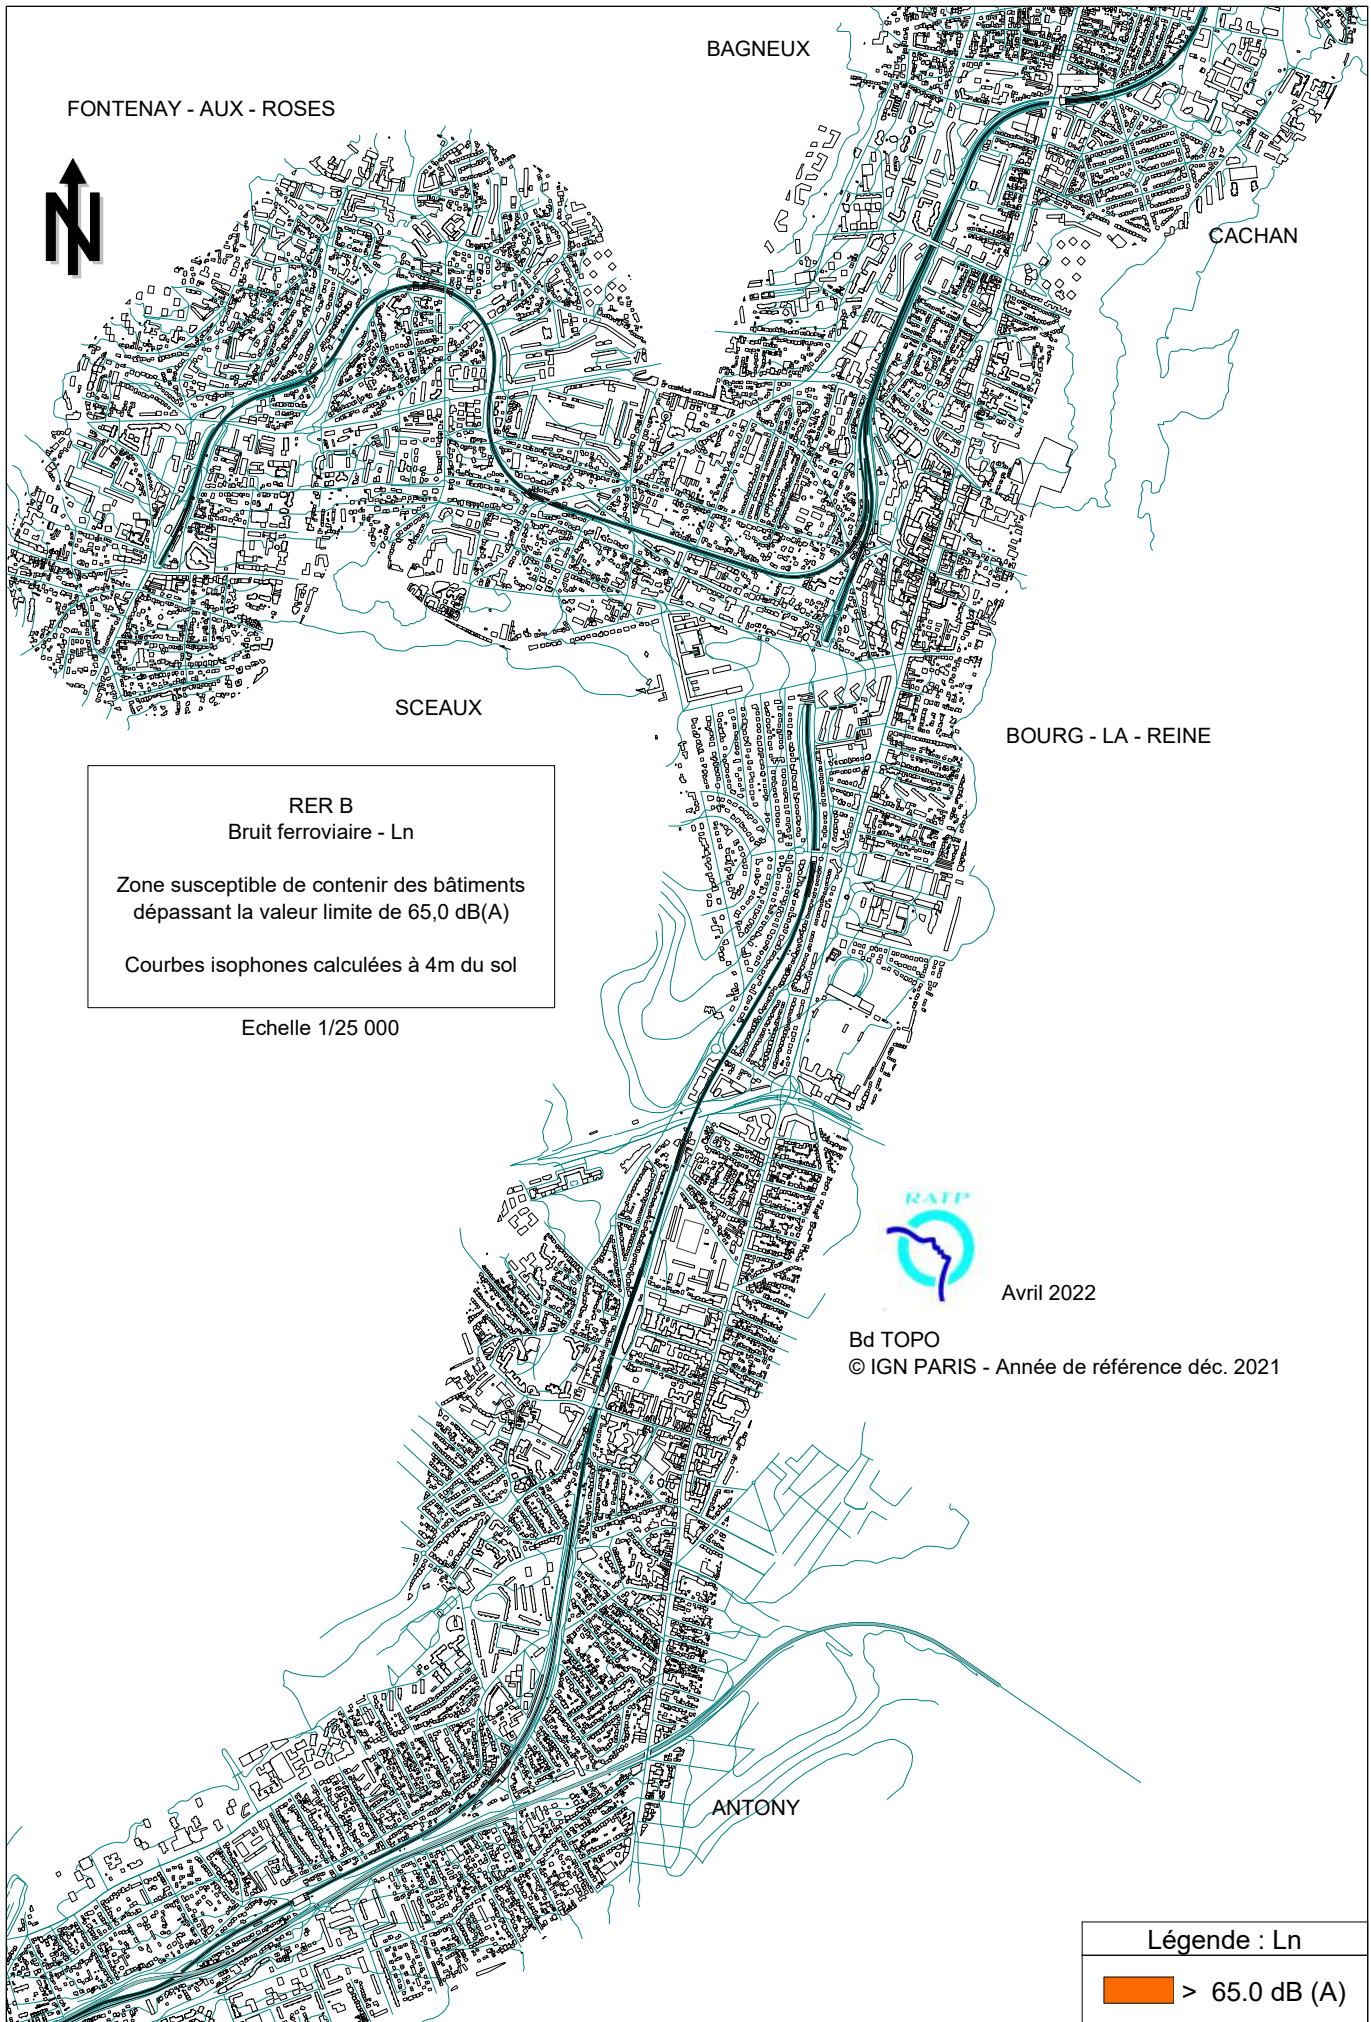 BAGNEUX
FONTENAY - AUX - ROSES
N
CACHAN
SCEAUX
BOURG - LA - REINE
RER B
Bruit ferroviaire - Ln
Zone susceptible de contenir des bâtiments
dépassant la valeur limite de 65,0 dB(A)
Courbes isophones calculées à 4m du sol
Echelle 1/25 000
RATP
Avril 2022
Bd TOPO
© IGN PARIS - Année de référence déc. 2021
ANTONY
Légende : Ln
> 65.0 dB (A)